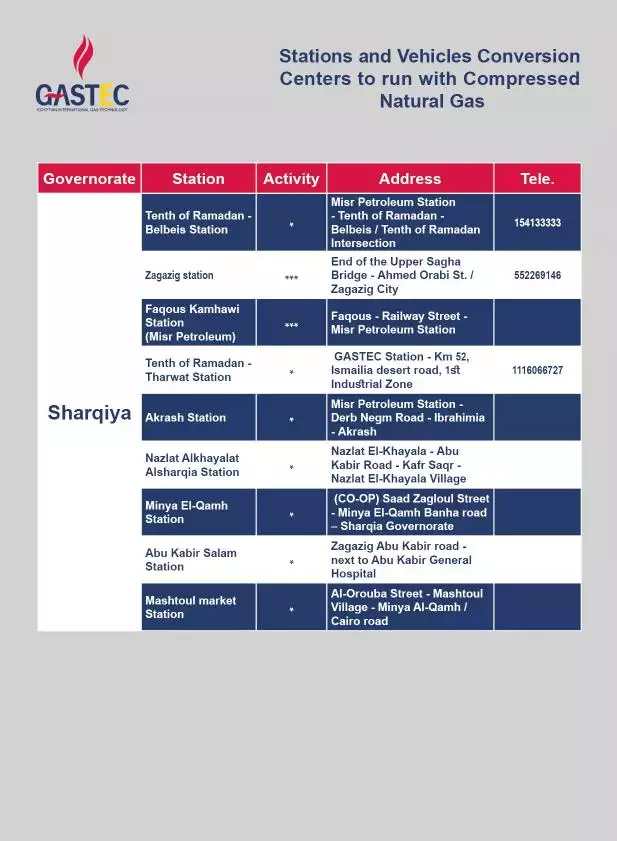 Stations and Vehicles Conversion
Centers to run with Compressed
Natural Gas
GASTEC
EGYPTIAN INTERNATIONAL GAS TECHNOLOGY
Governorate Station Activity Address Tele.
Sharqiya
Tenth of Ramadan -
Belbeis Station
*
Misr Petroleum Station
- Tenth of Ramadan -
Belbeis / Tenth of Ramadan
Intersection
154133333
Zagazig station
***
End of the Upper Sagha
Bridge - Ahmed Orabi St. /
Zagazig City
552269146
Faqous Kamhawi
Station
(Misr Petroleum)
***
Faqous - Railway Street -
Misr Petroleum Station
Tenth of Ramadan -
Tharwat Station
*
GASTEC Station - Km 52,
Ismailia desert road, 1st
Industrial Zone
1116066727
Akrash Station
*
Misr Petroleum Station -
Derb Negm Road - Ibrahimia
- Akrash
Nazlat Alkhayalat
Alsharqia Station
*
Nazlat El-Khayala - Abu
Kabir Road - Kafr Saqr -
Nazlat El-Khayala Village
Minya El-Qamh
Station
*
(CO-OP) Saad Zagloul Street
- Minya El-Qamh Banha road
– Sharqia Governorate
Abu Kabir Salam
Station
*
Zagazig Abu Kabir road -
next to Abu Kabir General
Hospital
Mashtoul market
Station
*
Al-Orouba Street - Mashtoul
Village - Minya Al-Qamh /
Cairo road